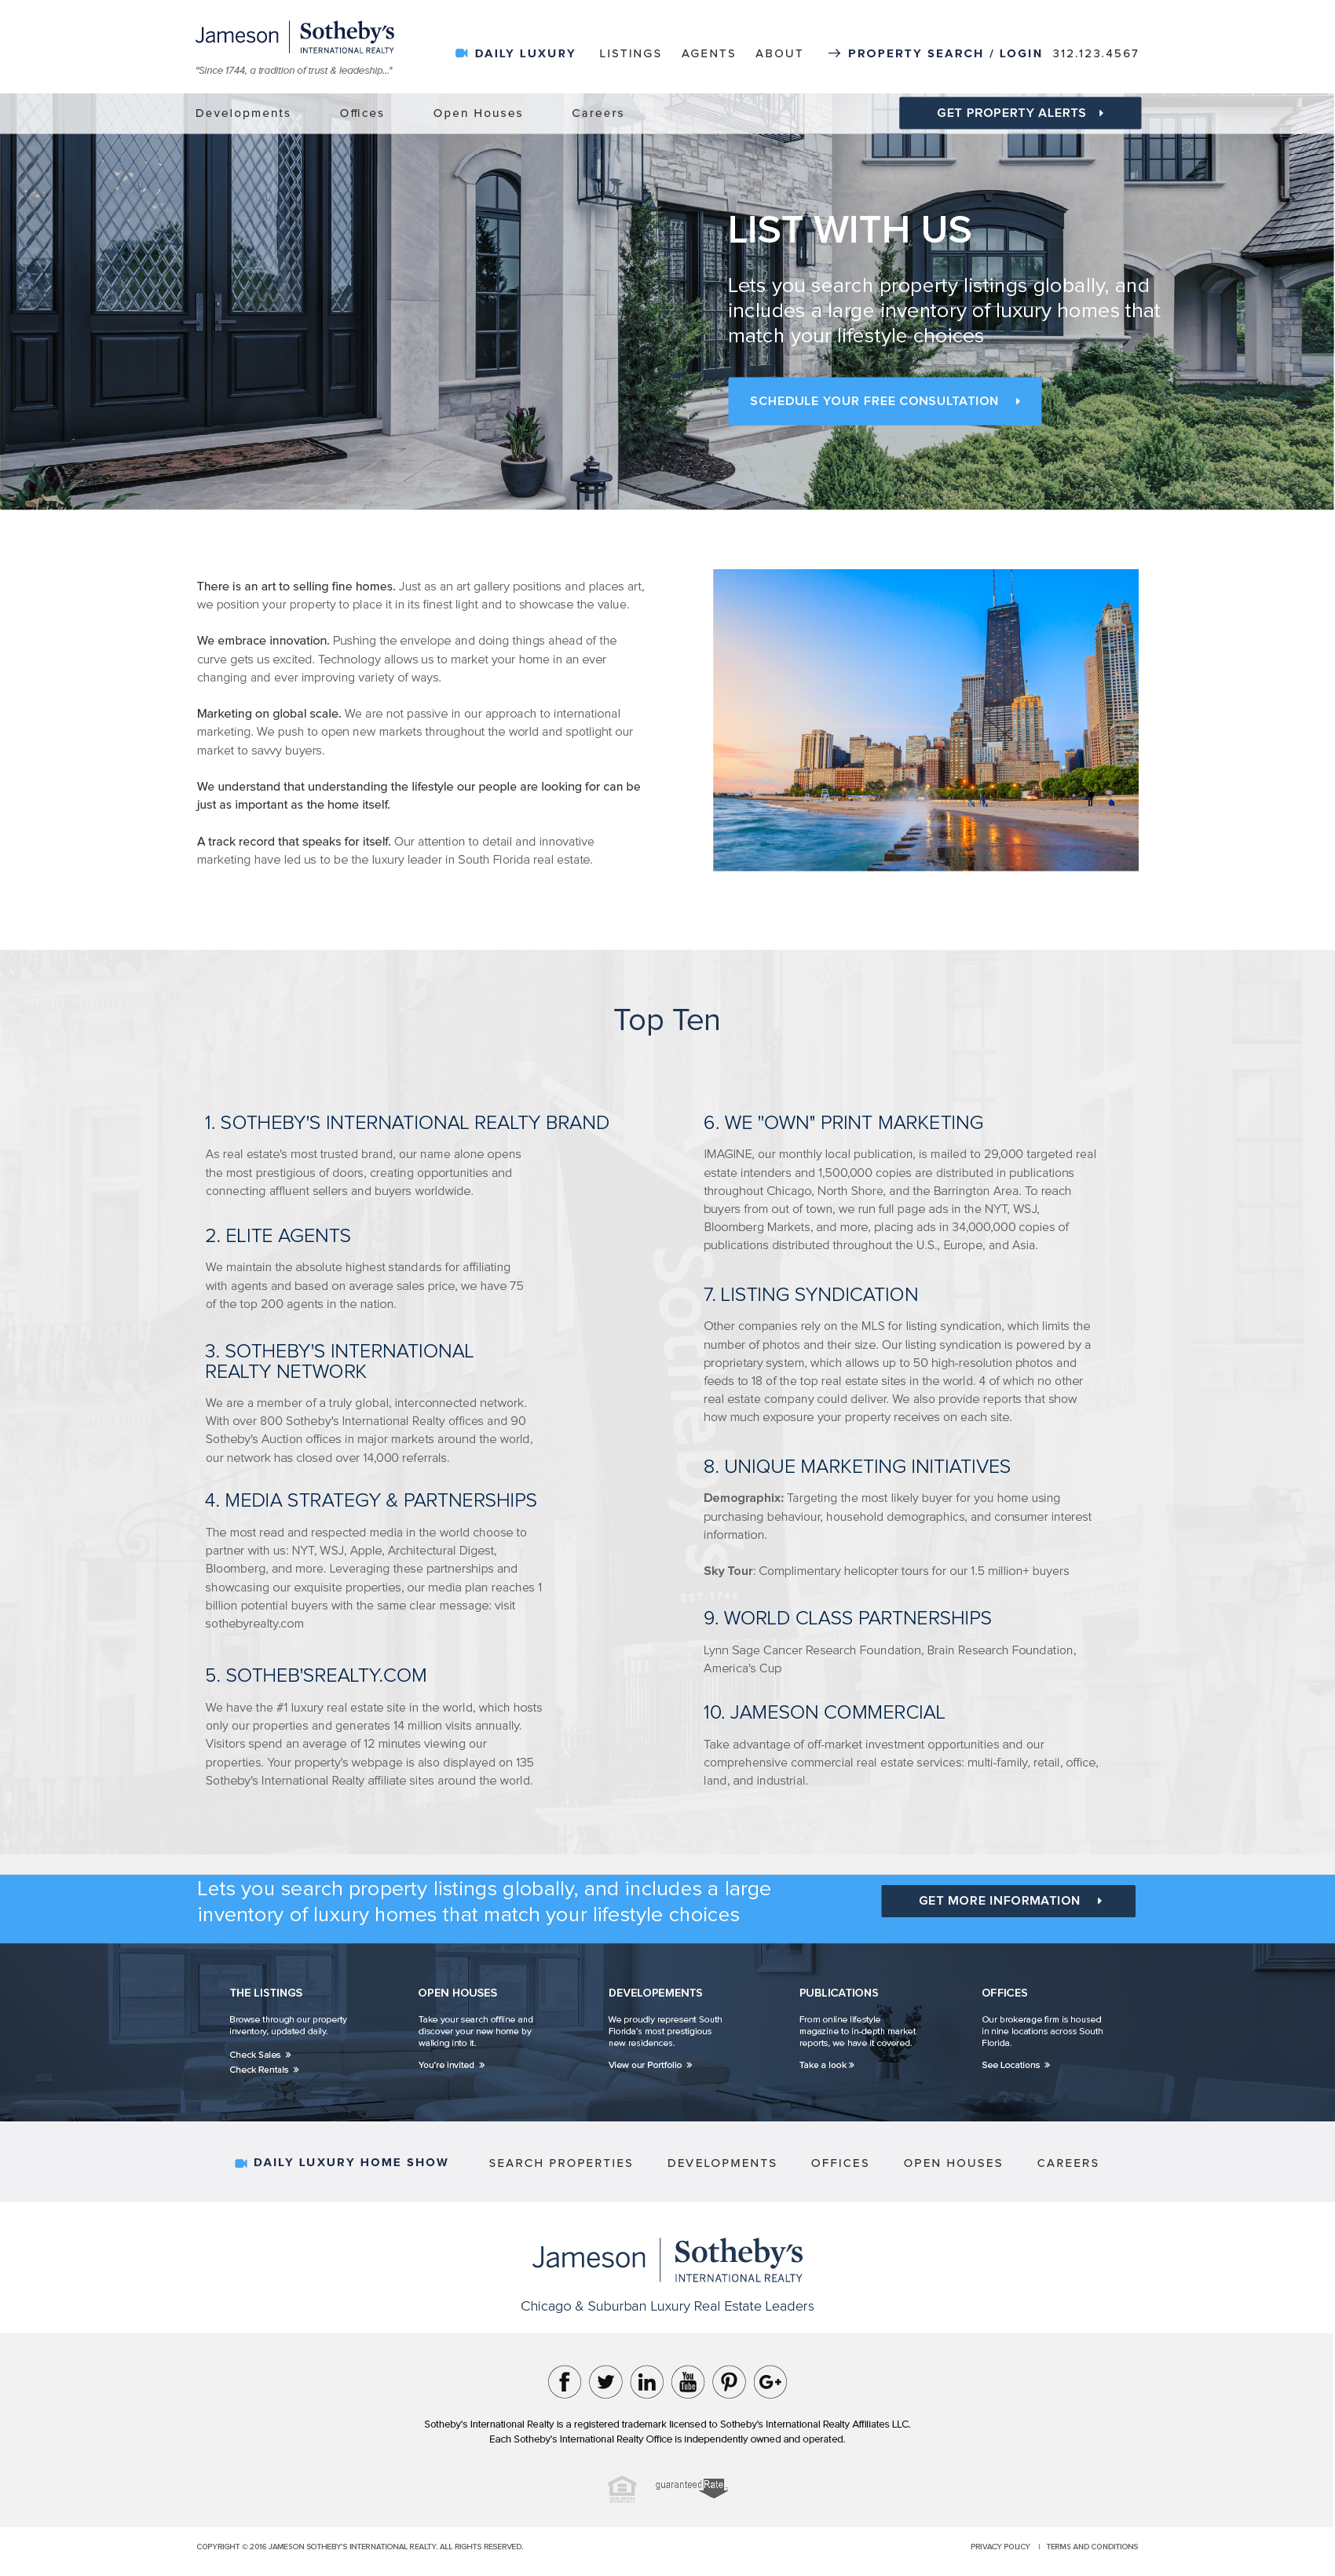 Jameson | Sotheby's
INTERNATIONAL REALTY
"Since 1744, a tradition of trust & leadeship..."
DAILY LUXURY LISTINGS AGENTS ABOUT PROPERTY SEARCH / LOGIN 312.123.4567
Developments Offices Open Houses Careers GET PROPERTY ALERTS
LIST WITH US
Lets you search property listings globally, and
includes a large inventory of luxury homes that
match your lifestyle choices
SCHEDULE YOUR FREE CONSULTATION
There is an art to selling fine homes. Just as an art gallery positions and places art,
we position your property to place it in its finest light and to showcase the value.
We embrace innovation. Pushing the envelope and doing things ahead of the
curve gets us excited. Technology allows us to market your home in an ever
changing and ever improving variety of ways.
Marketing on global scale. We are not passive in our approach to international
marketing. We push to open new markets throughout the world and spotlight our
market to savvy buyers.
We understand that understanding the lifestyle our people are looking for can be
just as important as the home itself.
A track record that speaks for itself. Our attention to detail and innovative
marketing have led us to be the luxury leader in South Florida real estate.
Top Ten
1. SOTHEBY'S INTERNATIONAL REALTY BRAND
As real estate's most trusted brand, our name alone opens
the most prestigious of doors, creating opportunities and
connecting affluent sellers and buyers worldwide.
2. ELITE AGENTS
We maintain the absolute highest standards for affiliating
with agents and based on average sales price, we have 75
of the top 200 agents in the nation.
3. SOTHEBY'S INTERNATIONAL
REALTY NETWORK
We are a member of a truly global, interconnected network.
With over 800 Sotheby's International Realty offices and 90
Sotheby's Auction offices in major markets around the world,
our network has closed over 14,000 referrals.
4. MEDIA STRATEGY & PARTNERSHIPS
The most read and respected media in the world choose to
partner with us: NYT, WSJ, Apple, Architectural Digest,
Bloomberg, and more. Leveraging these partnerships and
showcasing our exquisite properties, our media plan reaches 1
billion potential buyers with the same clear message: visit
sothebyrealty.com
5. SOTHEB'SREALTY.COM
We have the #1 luxury real estate site in the world, which hosts
only our properties and generates 14 million visits annually.
Visitors spend an average of 12 minutes viewing our
properties. Your property's webpage is also displayed on 135
Sotheby's International Realty affiliate sites around the world.
6. WE "OWN" PRINT MARKETING
IMAGINE, our monthly local publication, is mailed to 29,000 targeted real
estate intenders and 1,500,000 copies are distributed in publications
throughout Chicago, North Shore, and the Barrington Area. To reach
buyers from out of town, we run full page ads in the NYT, WSJ,
Bloomberg Markets, and more, placing ads in 34,000,000 copies of
publications distributed throughout the U.S., Europe, and Asia.
7. LISTING SYNDICATION
Other companies rely on the MLS for listing syndication, which limits the
number of photos and their size. Our listing syndication is powered by a
proprietary system, which allows up to 50 high-resolution photos and
feeds to 18 of the top real estate sites in the world. 4 of which no other
real estate company could deliver. We also provide reports that show
how much exposure your property receives on each site.
8. UNIQUE MARKETING INITIATIVES
Demographix: Targeting the most likely buyer for you home using
purchasing behaviour, household demographics, and consumer interest
information.
Sky Tour: Complimentary helicopter tours for our 1.5 million+ buyers
9. WORLD CLASS PARTNERSHIPS
Lynn Sage Cancer Research Foundation, Brain Research Foundation,
America's Cup
10. JAMESON COMMERCIAL
Take advantage of off-market investment opportunities and our
comprehensive commercial real estate services: multi-family, retail, office,
land, and industrial.
Sotheby's
EST.1744
Lets you search property listings globally, and includes a large
inventory of luxury homes that match your lifestyle choices
GET MORE INFORMATION
THE LISTINGS
Browse through our property
inventory, updated daily.
Check Sales »
Check Rentals »
OPEN HOUSES
Take your search offline and
discover your new home by
walking into it.
You're invited »
DEVELOPEMENTS
We proudly represent South
Florida's most prestigious
new residences.
View our Portfolio »
PUBLICATIONS
From online lifestyle
magazine to in-depth market
reports, we have it covered.
Take a look »
OFFICES
Our brokerage firm is housed
in nine locations across South
Florida.
See Locations »
DAILY LUXURY HOME SHOW SEARCH PROPERTIES DEVELOPMENTS OFFICES OPEN HOUSES CAREERS
Jameson | Sotheby's
INTERNATIONAL REALTY
Chicago & Suburban Luxury Real Estate Leaders
f in You Tube G+
Sotheby's International Realty is a registered trademark licensed to Sotheby's International Realty Affiliates LLC.
Each Sotheby's International Realty Office is independently owned and operated.
guaranteed Rate
COPYRIGHT © 2016 JAMESON SOTHEBY'S INTERNATIONAL REALTY. ALL RIGHTS RESERVED.
PRIVACY POLICY | TERMS AND CONDITIONS